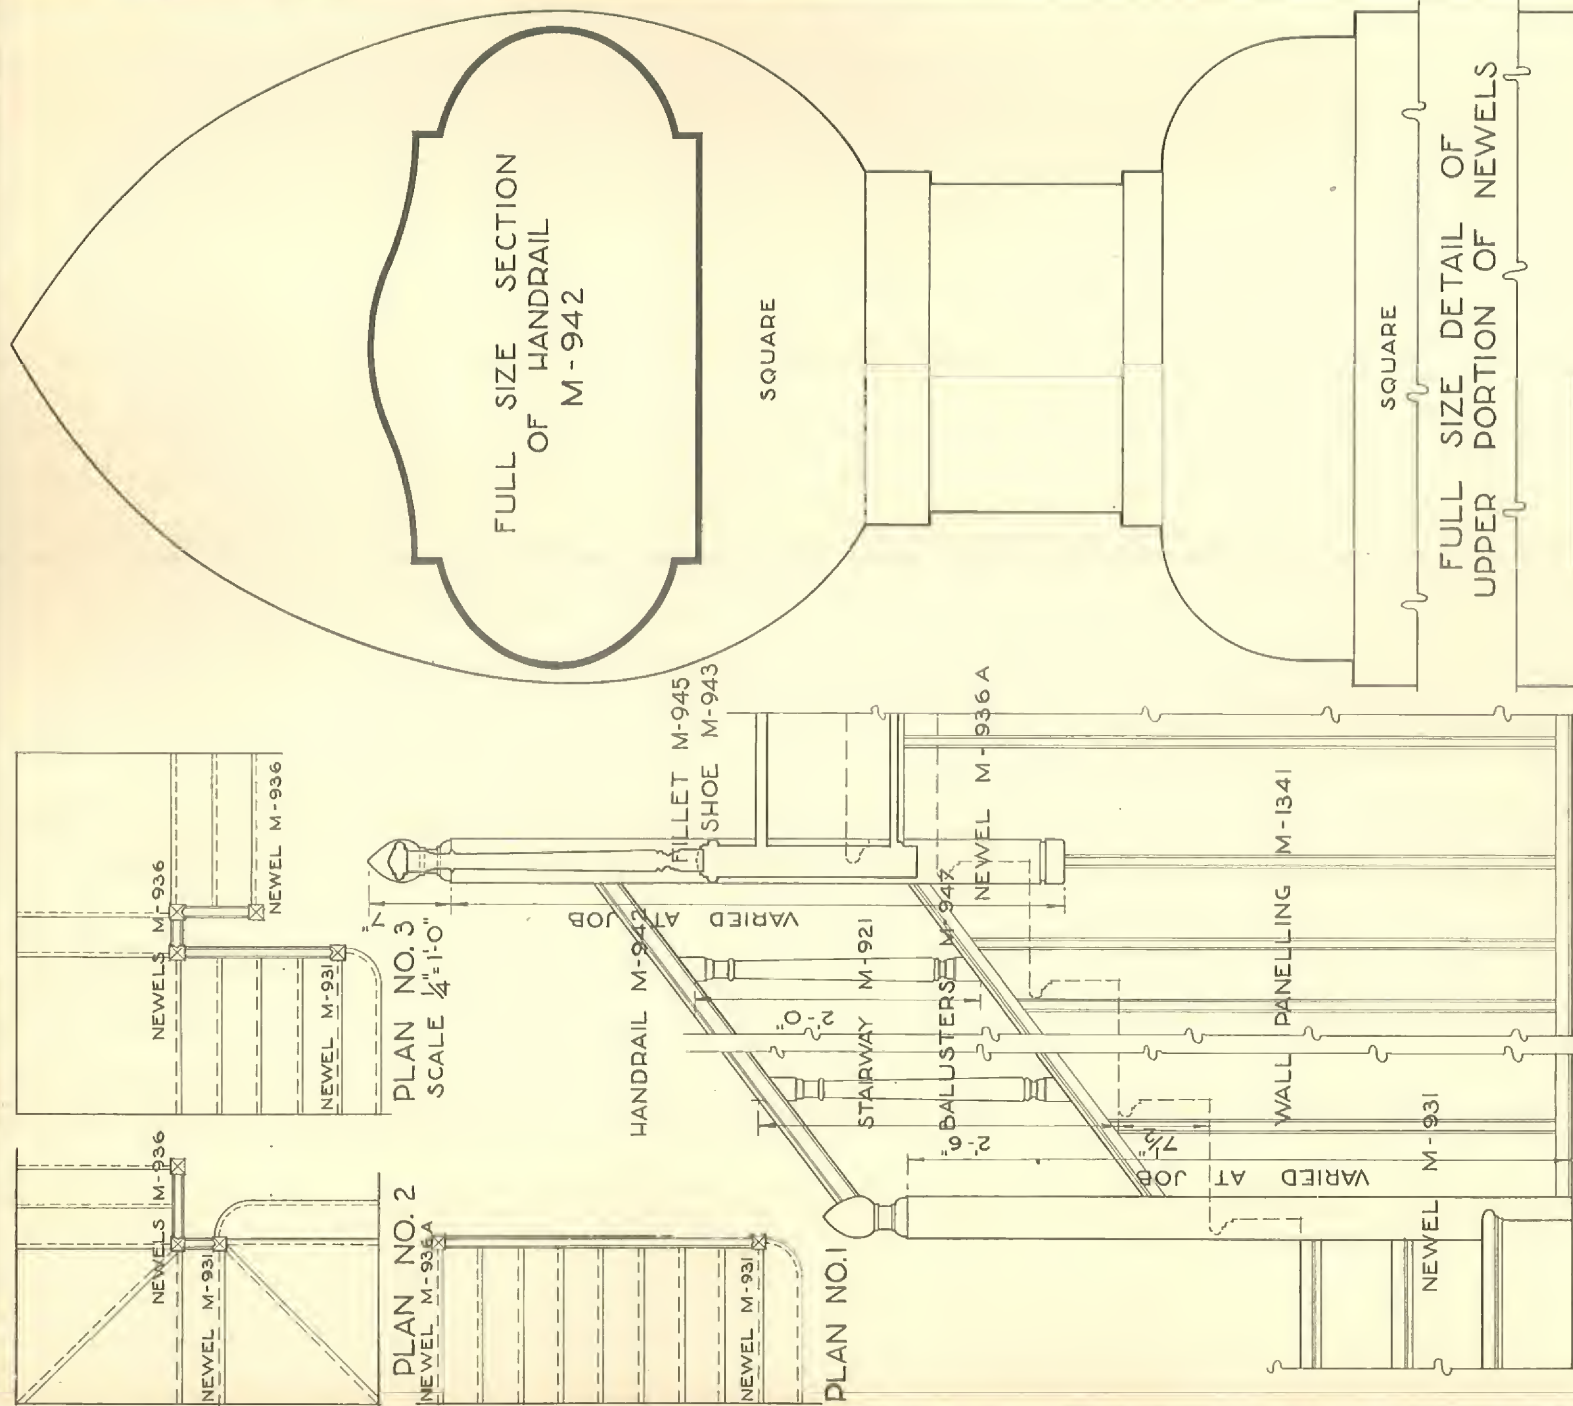 FULL SIZE SECTION
OF HANDRAIL
M-942
SQUARE
SQUARE
FULL SIZE DETAIL OF
UPPER PORTION OF NEWELS
NEWELS M-936
NEWEL M-936
NEWEL M-931
PLAN NO. 3
SCALE 1/4"=1'-0"
NEWELS M-936
NEWEL M-931
PLAN NO. 2
NEWEL M-936A
NEWEL M-931
PLAN NO. 1
FILLET M-945
SHOE M-943
NEWEL M-936A
7"
VARIED AT JOB
HANDRAIL M-942
2'-0"
STAIRWAY M-921
BALUSTERS M-947
2'-6"
7 1/2"
VARIED AT JOB
WALL PANELLING M-1341
NEWEL M-931